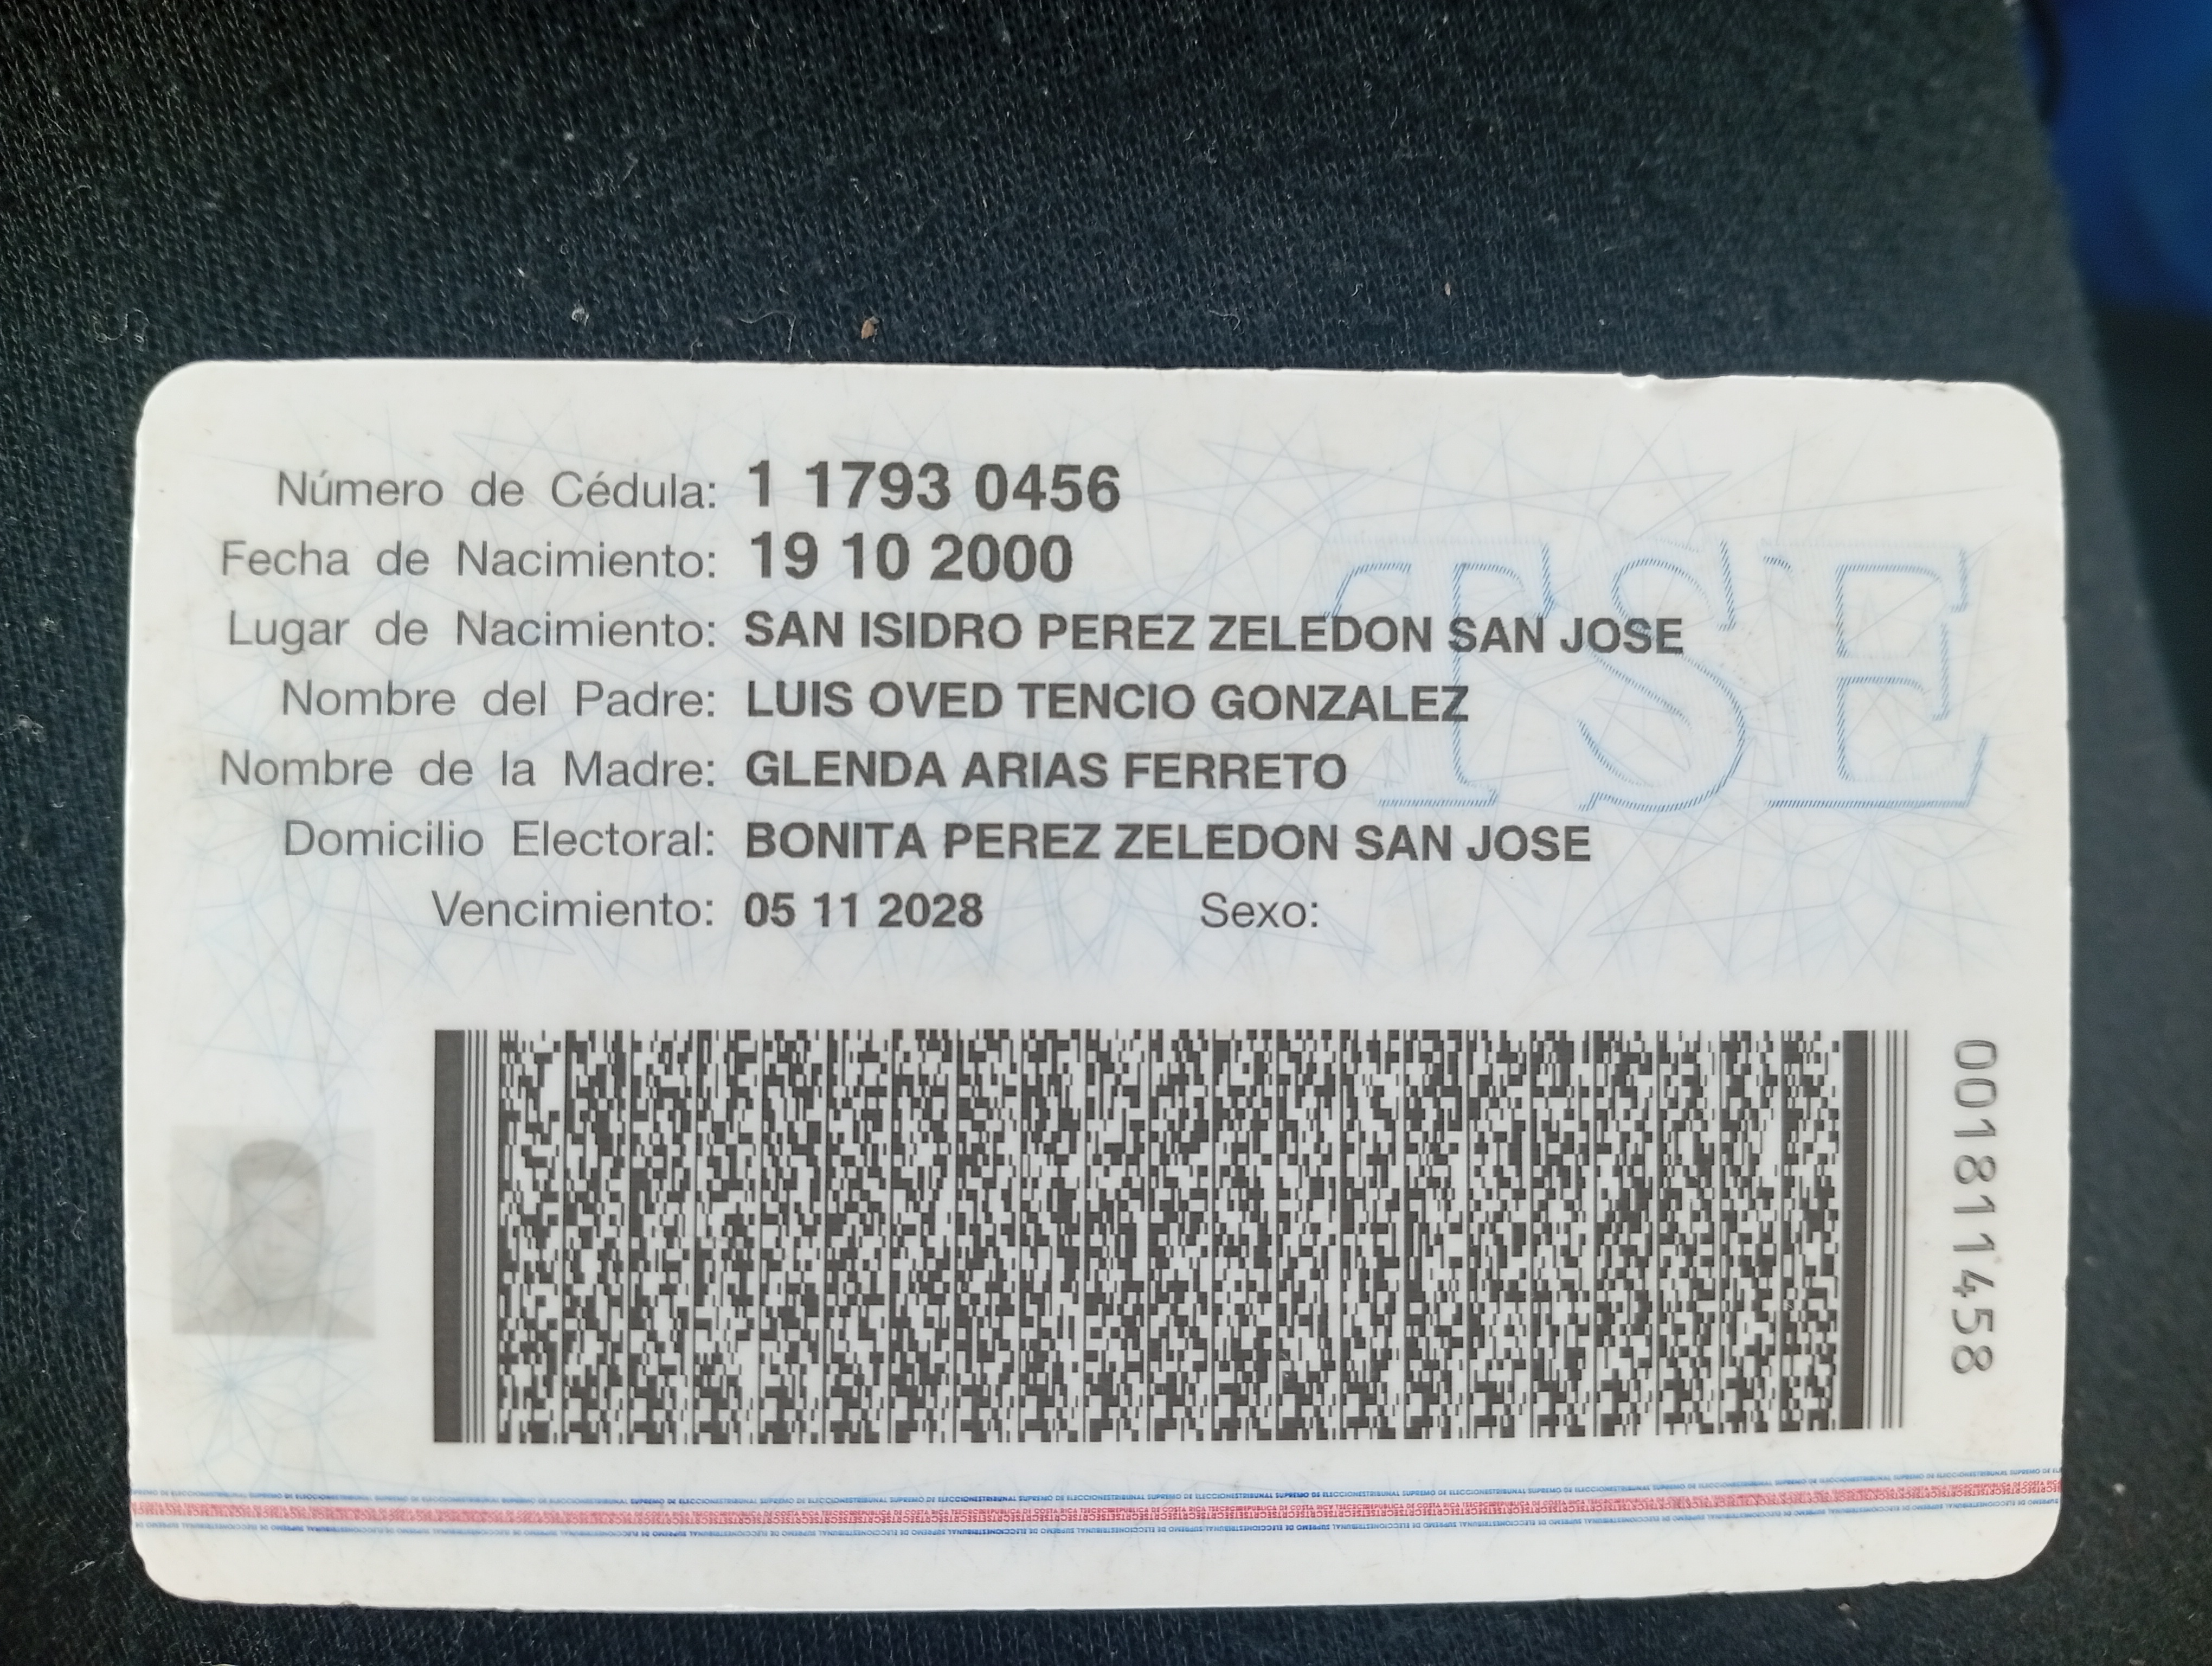 Número de Cédula: 1 1793 0456
Fecha de Nacimiento: 19 10 2000
Lugar de Nacimiento: SAN ISIDRO PEREZ ZELEDON SAN JOSE
Nombre del Padre: LUIS OVED TENCIO GONZALEZ
Nombre de la Madre: GLENDA ARIAS FERRETO
Domicilio Electoral: BONITA PEREZ ZELEDON SAN JOSE
Vencimiento: 05 11 2028 Sexo:
TSE
001811458